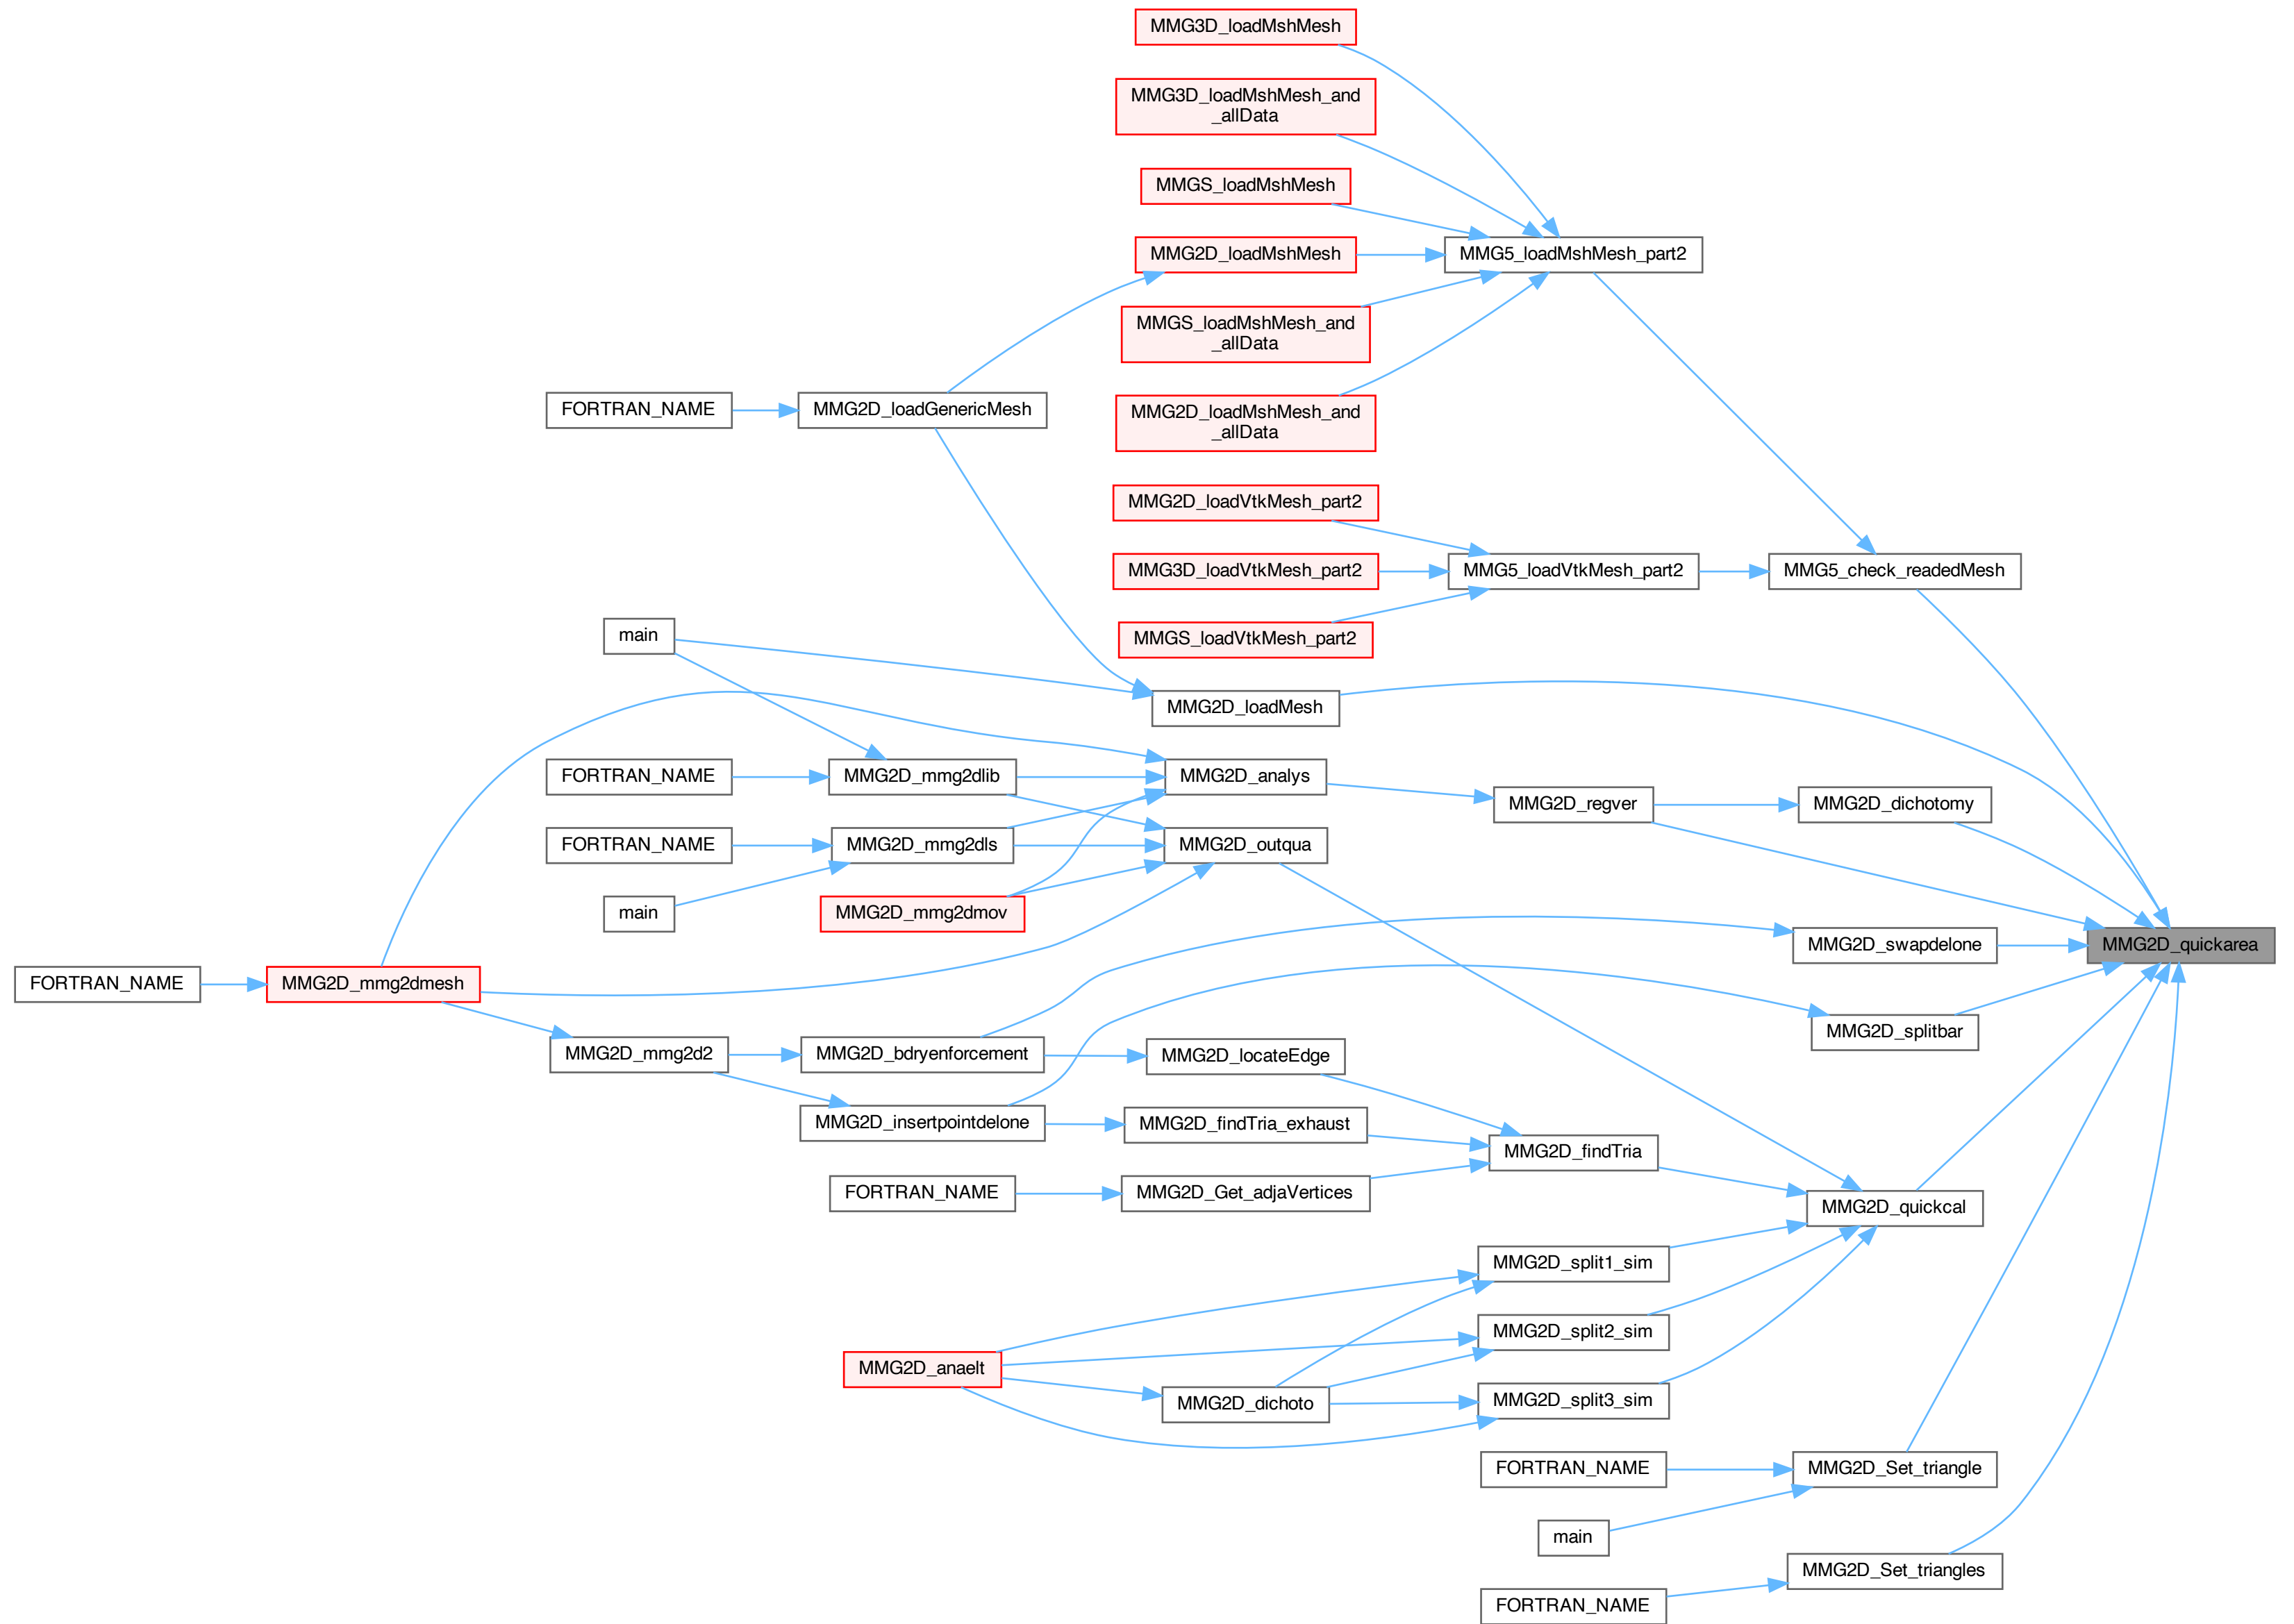 MMG3D_loadMshMesh
MMG3D_loadMshMesh_and
_allData
MMGS_loadMshMesh
MMG2D_loadMshMesh
MMG5_loadMshMesh_part2
MMGS_loadMshMesh_and
_allData
FORTRAN_NAME
MMG2D_loadGenericMesh
MMG2D_loadMshMesh_and
_allData
MMG2D_loadVtkMesh_part2
MMG3D_loadVtkMesh_part2
MMG5_loadVtkMesh_part2
MMG5_check_readedMesh
main
MMGS_loadVtkMesh_part2
MMG2D_loadMesh
FORTRAN_NAME
MMG2D_mmg2dlib
MMG2D_analys
MMG2D_regver
MMG2D_dichotomy
FORTRAN_NAME
MMG2D_mmg2dls
MMG2D_outqua
main
MMG2D_mmg2dmov
MMG2D_swapdelone
MMG2D_quickarea
FORTRAN_NAME
MMG2D_mmg2dmesh
MMG2D_splitbar
MMG2D_mmg2d2
MMG2D_bdryenforcement
MMG2D_locateEdge
MMG2D_insertpointdelone
MMG2D_findTria_exhaust
MMG2D_findTria
FORTRAN_NAME
MMG2D_Get_adjaVertices
MMG2D_quickcal
MMG2D_split1_sim
MMG2D_split2_sim
MMG2D_anaelt
MMG2D_dichoto
MMG2D_split3_sim
FORTRAN_NAME
MMG2D_Set_triangle
main
MMG2D_Set_triangles
FORTRAN_NAME